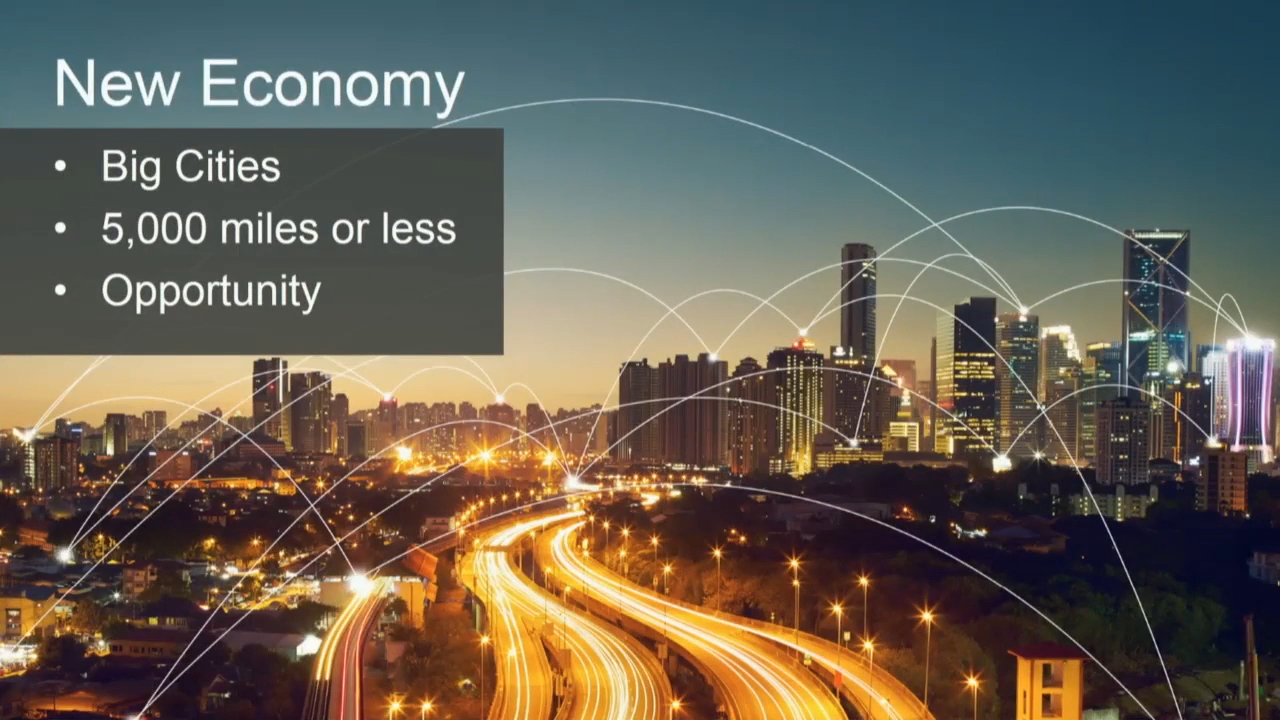 New Economy
• Big Cities
• 5,000 miles or less
• Opportunity